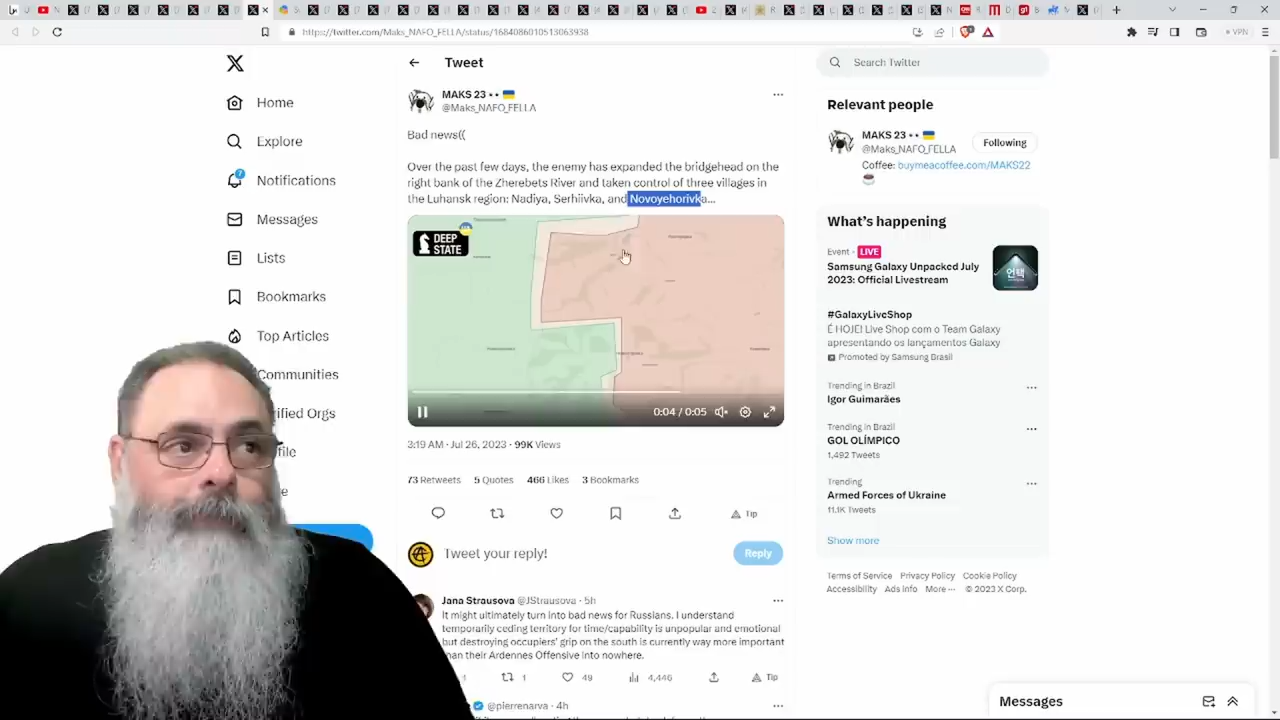 https://twitter.com/Maks_NAFO_FELLA/status/1684086010513063938
VPN
Home
Explore
7
Notifications
Messages
Lists
Bookmarks
Top Articles
Communities
Tweet
MAKS 23
@Maks_NAFO_FELLA
Bad news((
Over the past few days, the enemy has expanded the bridgehead on the
right bank of the Zherebets River and taken control of three villages in
the Luhansk region: Nadiya, Serhiivka, and Novoyehorivka...
DEEP
STATE
0:04 / 0:05
3:19 AM · Jul 26, 2023 · 99K Views
73 Retweets 5 Quotes 466 Likes 3 Bookmarks
Tip
Tweet your reply!
Reply
Jana Strausova @JStrausova · 5h
It might ultimately turn into bad news for Russians. I understand
temporarily ceding territory for time/capability is unpopular and emotional
but destroying occupiers' grip on the south is currently way more important
than their Ardennes Offensive into nowhere.
1 49 4,446 Tip
@pierrenarva · 4h
Search Twitter
Relevant people
MAKS 23
@Maks_NAFO_FELLA
Following
Coffee: buymeacoffee.com/MAKS22
What's happening
Event · LIVE
Samsung Galaxy Unpacked July
2023: Official Livestream
언팩
#GalaxyLiveShop
É HOJE! Live Shop com o Team Galaxy
apresentando os lançamentos Galaxy
Promoted by Samsung Brasil
Trending in Brazil
Igor Guimarães
Trending in Brazil
GOL OLÍMPICO
1,492 Tweets
Trending
Armed Forces of Ukraine
11.1K Tweets
Show more
Terms of Service Privacy Policy Cookie Policy
Accessibility Ads info More ··· © 2023 X Corp.
Messages